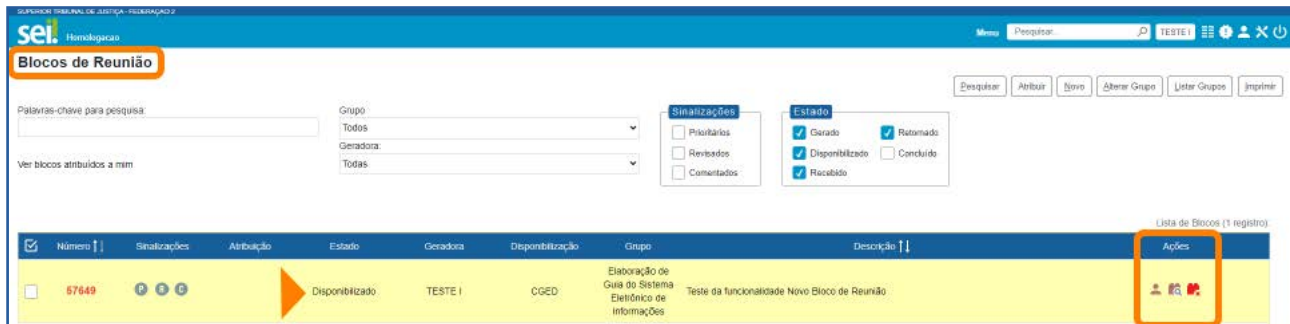 SUPERIOR TRIBUNAL DE JUSTIÇA - FEDERAÇÃO 2
sei. Homologacao
Menu Pesquisar... TESTE I
Blocos de Reunião
Pesquisar Atribuir Novo Alterar Grupo Listar Grupos Imprimir
Palavras-chave para pesquisa:
Grupo
Todos
Geradora:
Todas
Ver blocos atribuídos a mim
Sinalizações
Prioritários
Revisados
Comentados
Estado
Gerado Retornado
Disponibilizado Concluído
Recebido
Lista de Blocos (1 registro):
Número Sinalizações Atribuição Estado Geradora Disponibilização Grupo Descrição Ações
57649 P R C Disponibilizado TESTE I CGED Elaboração de
Guia do Sistema
Eletrônico de
Informações
Teste da funcionalidade Novo Bloco de Reunião